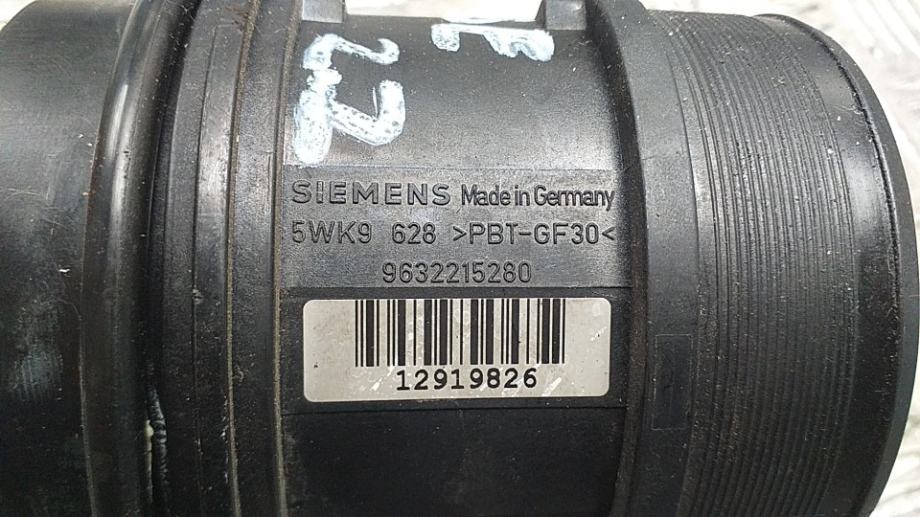 SIEMENS Made in Germany
5WK9 628 >PBT-GF30<
9632215280
12919826